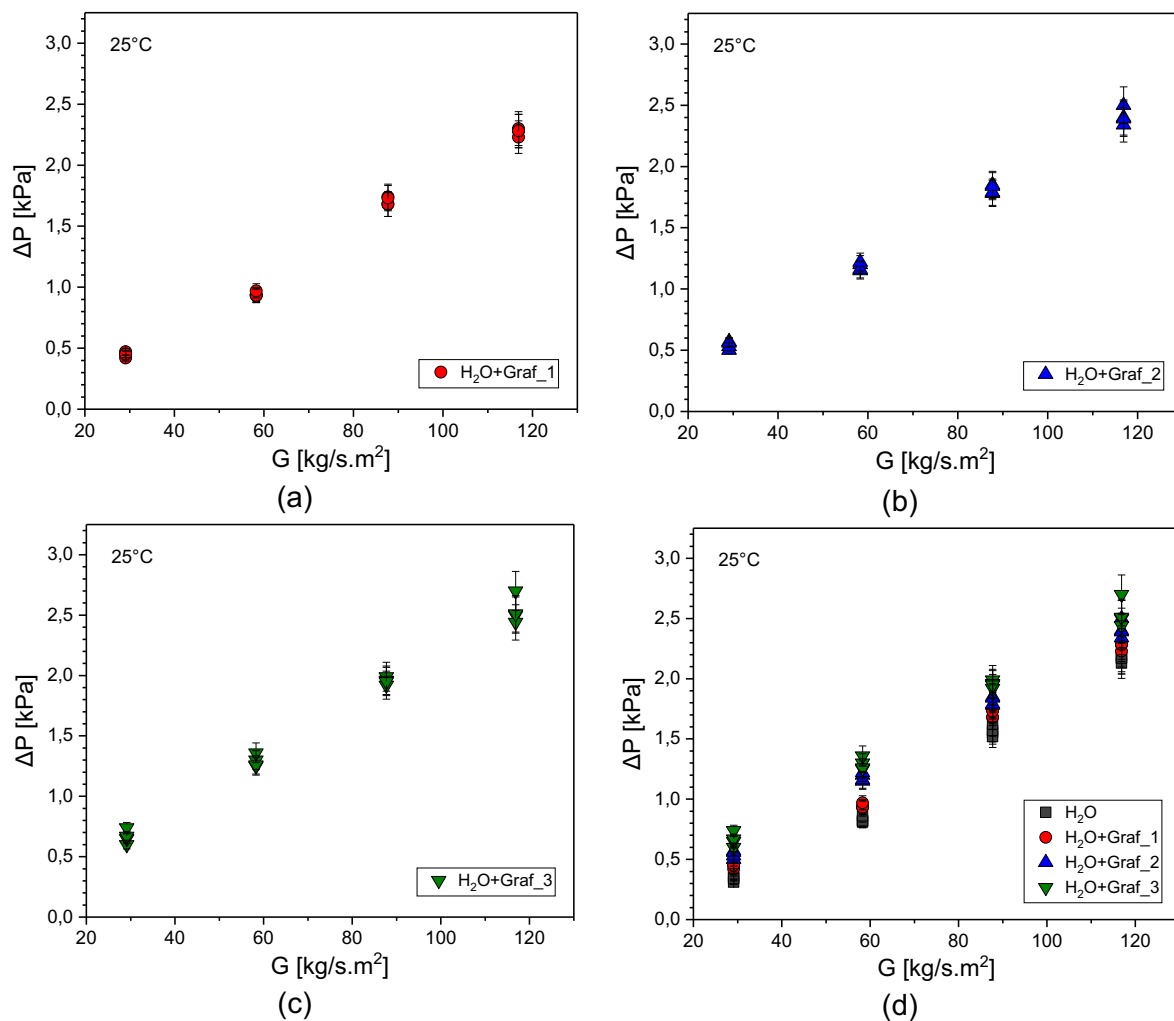 25°C
3,0
2,5
2,0
1,5
1,0
0,5
0,0
ΔP [kPa]
H₂O+Graf_1
20 40 60 80 100 120
G [kg/s.m²]
(a)
25°C
3,0
2,5
2,0
1,5
1,0
0,5
0,0
ΔP [kPa]
H₂O+Graf_2
20 40 60 80 100 120
G [kg/s.m²]
(b)
25°C
3,0
2,5
2,0
1,5
1,0
0,5
0,0
ΔP [kPa]
H₂O+Graf_3
20 40 60 80 100 120
G [kg/s.m²]
(c)
25°C
3,0
2,5
2,0
1,5
1,0
0,5
0,0
ΔP [kPa]
H₂O
H₂O+Graf_1
H₂O+Graf_2
H₂O+Graf_3
20 40 60 80 100 120
G [kg/s.m²]
(d)